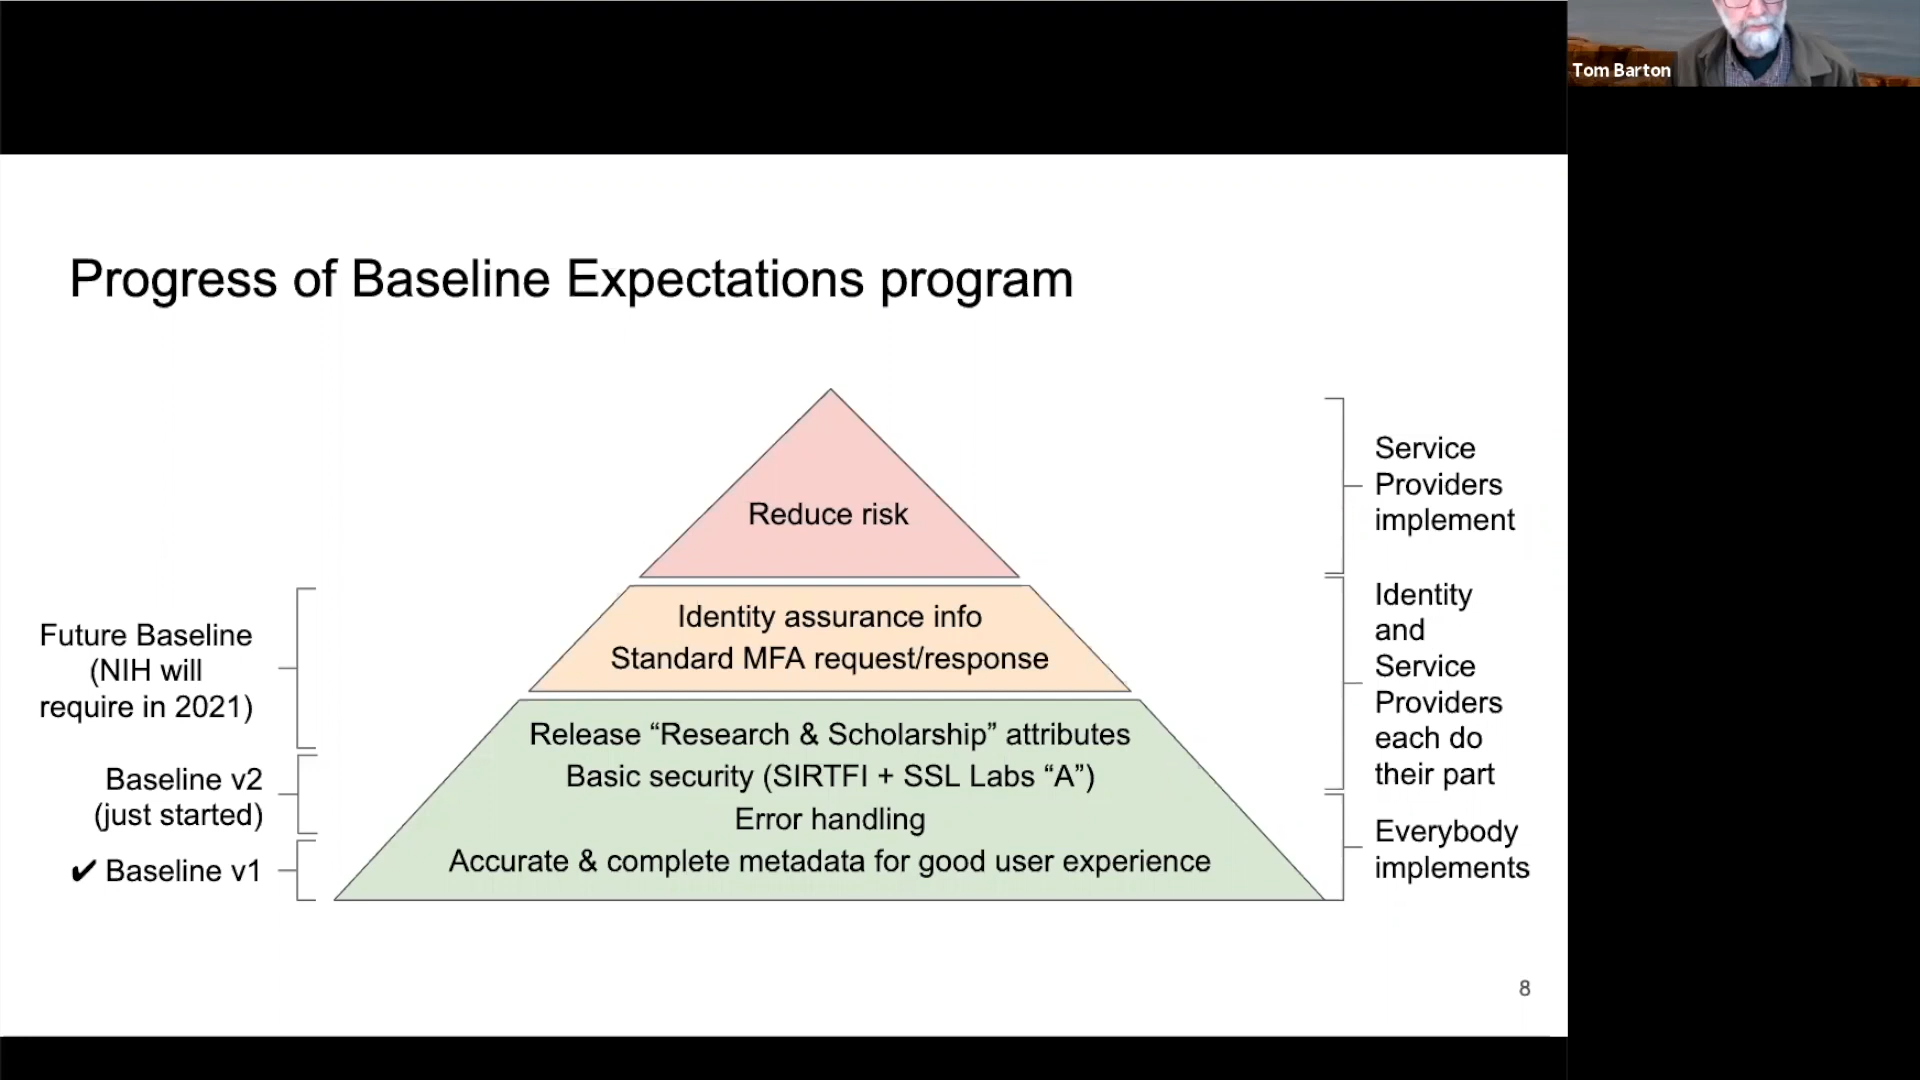 Tom Barton
Progress of Baseline Expectations program
Reduce risk
Identity assurance info
Standard MFA request/response
Release “Research & Scholarship” attributes
Basic security (SIRTFI + SSL Labs “A”)
Error handling
Accurate & complete metadata for good user experience
Future Baseline
(NIH will
require in 2021)
Baseline v2
(just started)
✔ Baseline v1
Service
Providers
implement
Identity
and
Service
Providers
each do
their part
Everybody
implements
8